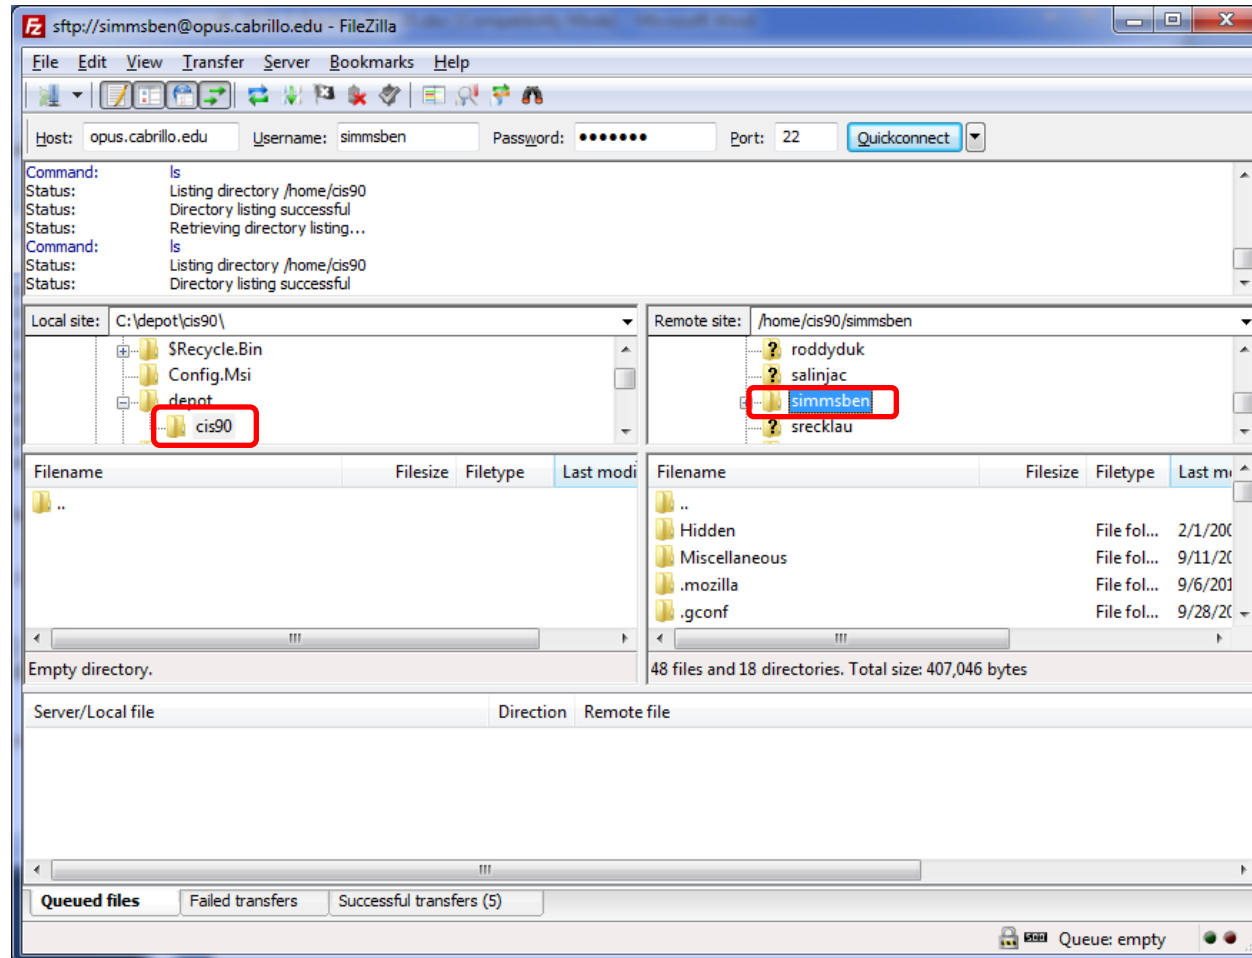 sftp://simmsben@opus.cabrillo.edu - FileZilla
File Edit View Transfer Server Bookmarks Help
Host: opus.cabrillo.edu Username: simmsben Password: ●●●●●●● Port: 22 Quickconnect
Command: ls
Status: Listing directory /home/cis90
Status: Directory listing successful
Status: Retrieving directory listing...
Command: ls
Status: Listing directory /home/cis90
Status: Directory listing successful
Local site: C:\depot\cis90\
$Recycle.Bin
Config.Msi
depot
cis90
Remote site: /home/cis90/simmsben
? roddyduk
? salinjac
simmsben
? srecklau
Filename Filesize Filetype Last modi
..
Empty directory.
Filename Filesize Filetype Last m
..
Hidden File fol... 2/1/200
Miscellaneous File fol... 9/11/20
.mozilla File fol... 9/6/201
.gconf File fol... 9/28/20
48 files and 18 directories. Total size: 407,046 bytes
Server/Local file Direction Remote file
Queued files Failed transfers Successful transfers (5)
Queue: empty